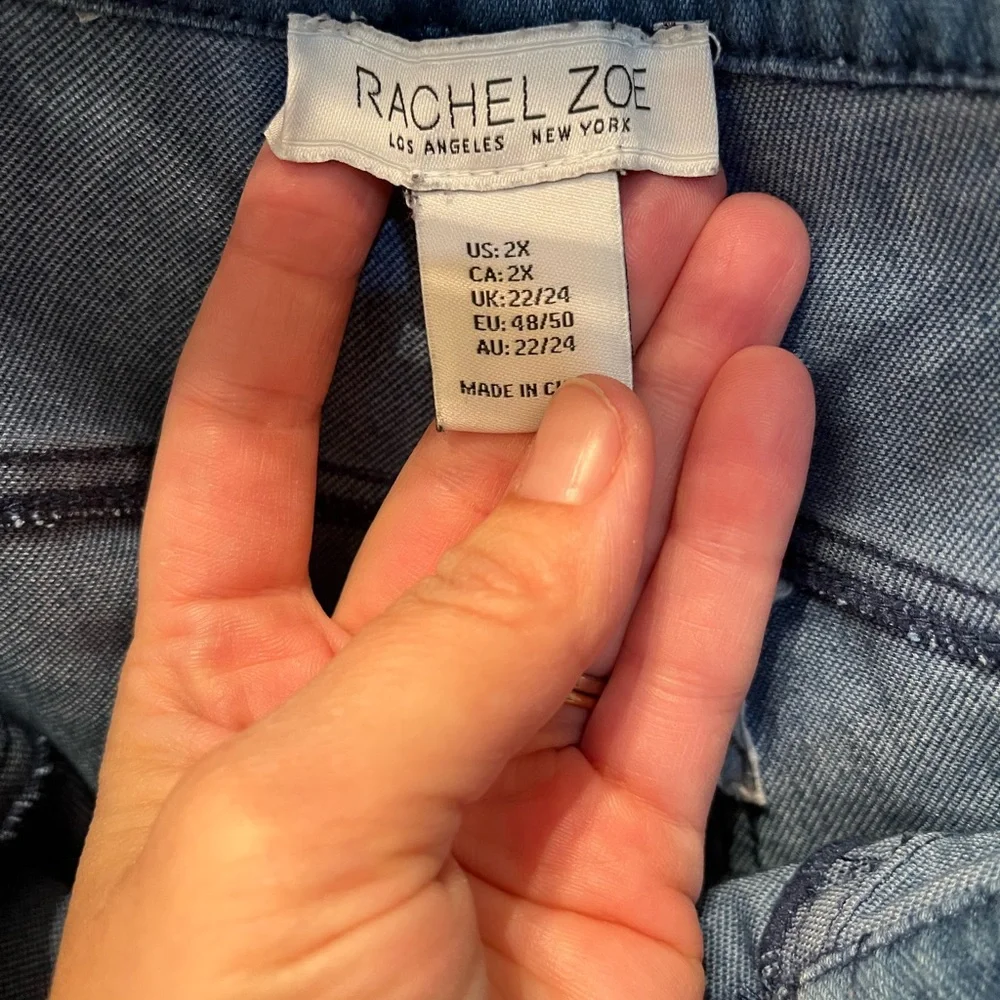 RACHEL ZOE
LOS ANGELES NEW YORK
US: 2X
CA: 2X
UK: 22/24
EU: 48/50
AU: 22/24
MADE IN